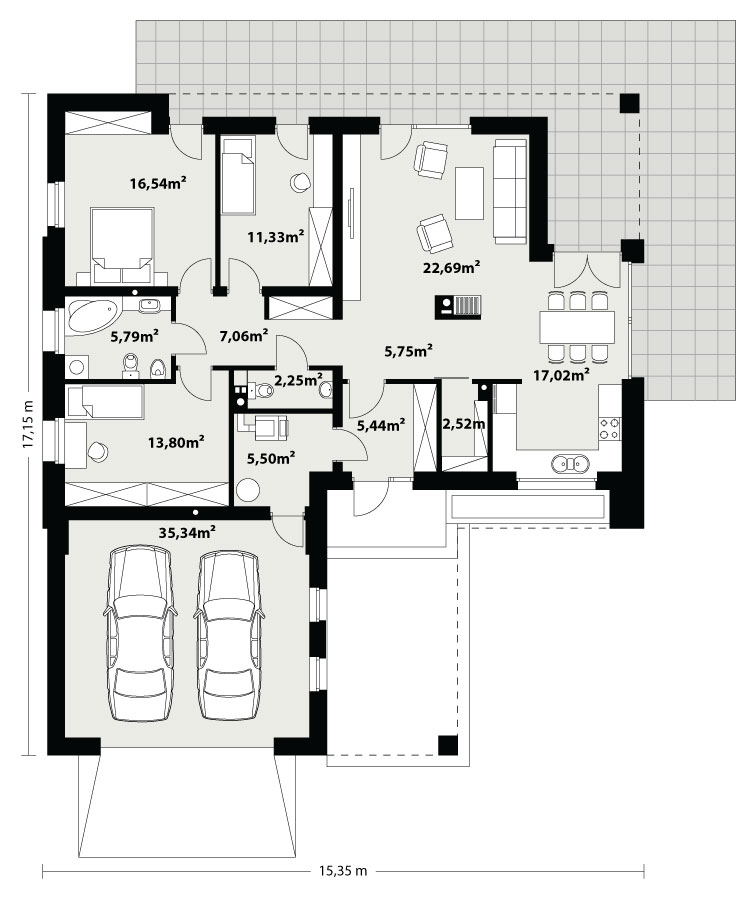 16,54m²
11,33m²
22,69m²
5,79m²
7,06m²
5,75m²
2,25m²
17,02m²
13,80m²
5,50m²
5,44m²
2,52m
35,34m²
17,15 m
15,35 m